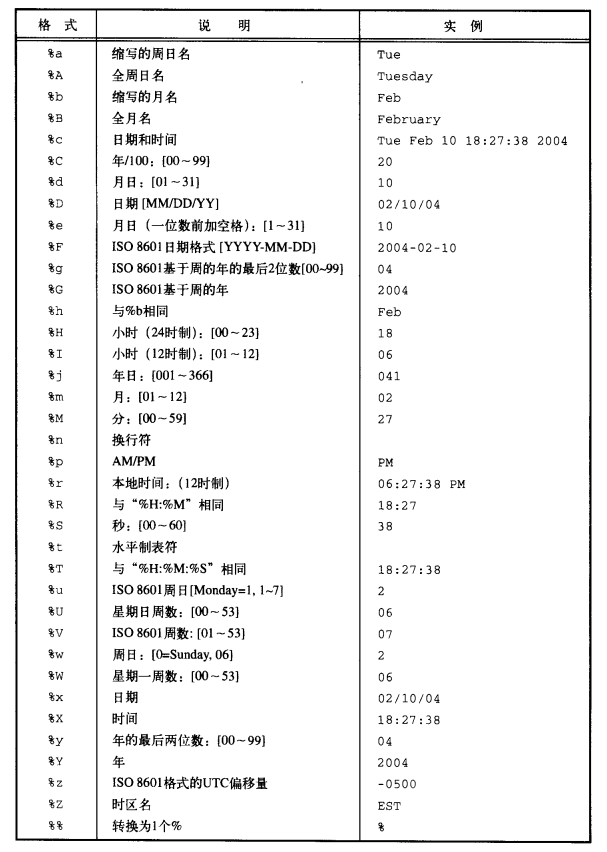 格 式 说 明 实 例
%a 缩写的周日名 Tue
%A 全周日名 Tuesday
%b 缩写的月名 Feb
%B 全月名 February
%c 日期和时间 Tue Feb 10 18:27:38 2004
%C 年/100：[00～99] 20
%d 月日：[01～31] 10
%D 日期 [MM/DD/YY] 02/10/04
%e 月日（一位数前加空格）：[1～31] 10
%F ISO 8601日期格式 [YYYY-MM-DD] 2004-02-10
%g ISO 8601基于周的年的最后2位数[00~99] 04
%G ISO 8601基于周的年 2004
%h 与%b相同 Feb
%H 小时（24时制）：[00～23] 18
%I 小时（12时制）：[01～12] 06
%j 年日：[001～366] 041
%m 月：[01～12] 02
%M 分：[00～59] 27
%n 换行符
%p AM/PM PM
%r 本地时间：（12时制） 06:27:38 PM
%R 与“%H:%M”相同 18:27
%S 秒：[00～60] 38
%t 水平制表符
%T 与“%H:%M:%S”相同 18:27:38
%u ISO 8601周日[Monday=1, 1~7] 2
%U 星期日周数：[00～53] 06
%V ISO 8601周数: [01～53] 07
%w 周日：[0=Sunday, 06] 2
%W 星期一周数：[00～53] 06
%x 日期 02/10/04
%X 时间 18:27:38
%y 年的最后两位数：[00～99] 04
%Y 年 2004
%z ISO 8601格式的UTC偏移量 -0500
%Z 时区名 EST
%% 转换为1个% %